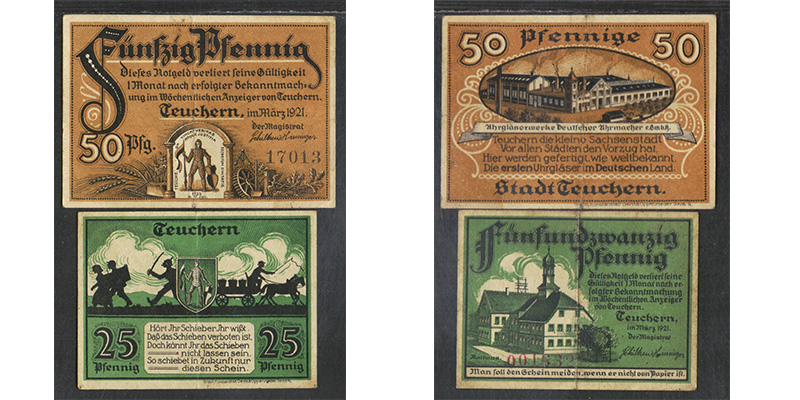 Fünfzig Pfennig
Dieses Notgeld verliert seine Gültigkeit
1 Monat nach erfolgter Bekanntmach-
ung im Wöchentlichen Anzeiger von Teuchern.
Teuchern, im März 1921.
Der Magistrat
50 Pfg.
17013
Teuchern
Hört Ihr Schieber, Ihr wißt
Daß das Schieben verboten ist.
Doch könnt Ihr das Schieben
nicht lassen sein.
So schiebet in Zukunft nur
diesen Schein.
25 Pfennig
25 Pfennig
50 Pfennige 50
Uhrgläserwerke Deutscher Uhrmacher e.G.m.b.H.
Teuchern die kleine Sachsenstadt
Vor allen Städten den Vorzug hat.
Hier werden gefertigt, wie weltbekannt.
Die ersten Uhrgläser im Deutschen Land.
Stadt Teuchern.
Fünfundzwanzig
Pfennig
Dieses Notgeld verliert seine
Gültigkeit 1 Monat nach er-
folgter Bekanntmachung
im Wöchentlichen Anzeiger
von Teuchern.
Teuchern,
im März 1921.
Der Magistrat
Rathaus.
Man soll den Schein meiden, wenn er nicht von Papier ist.